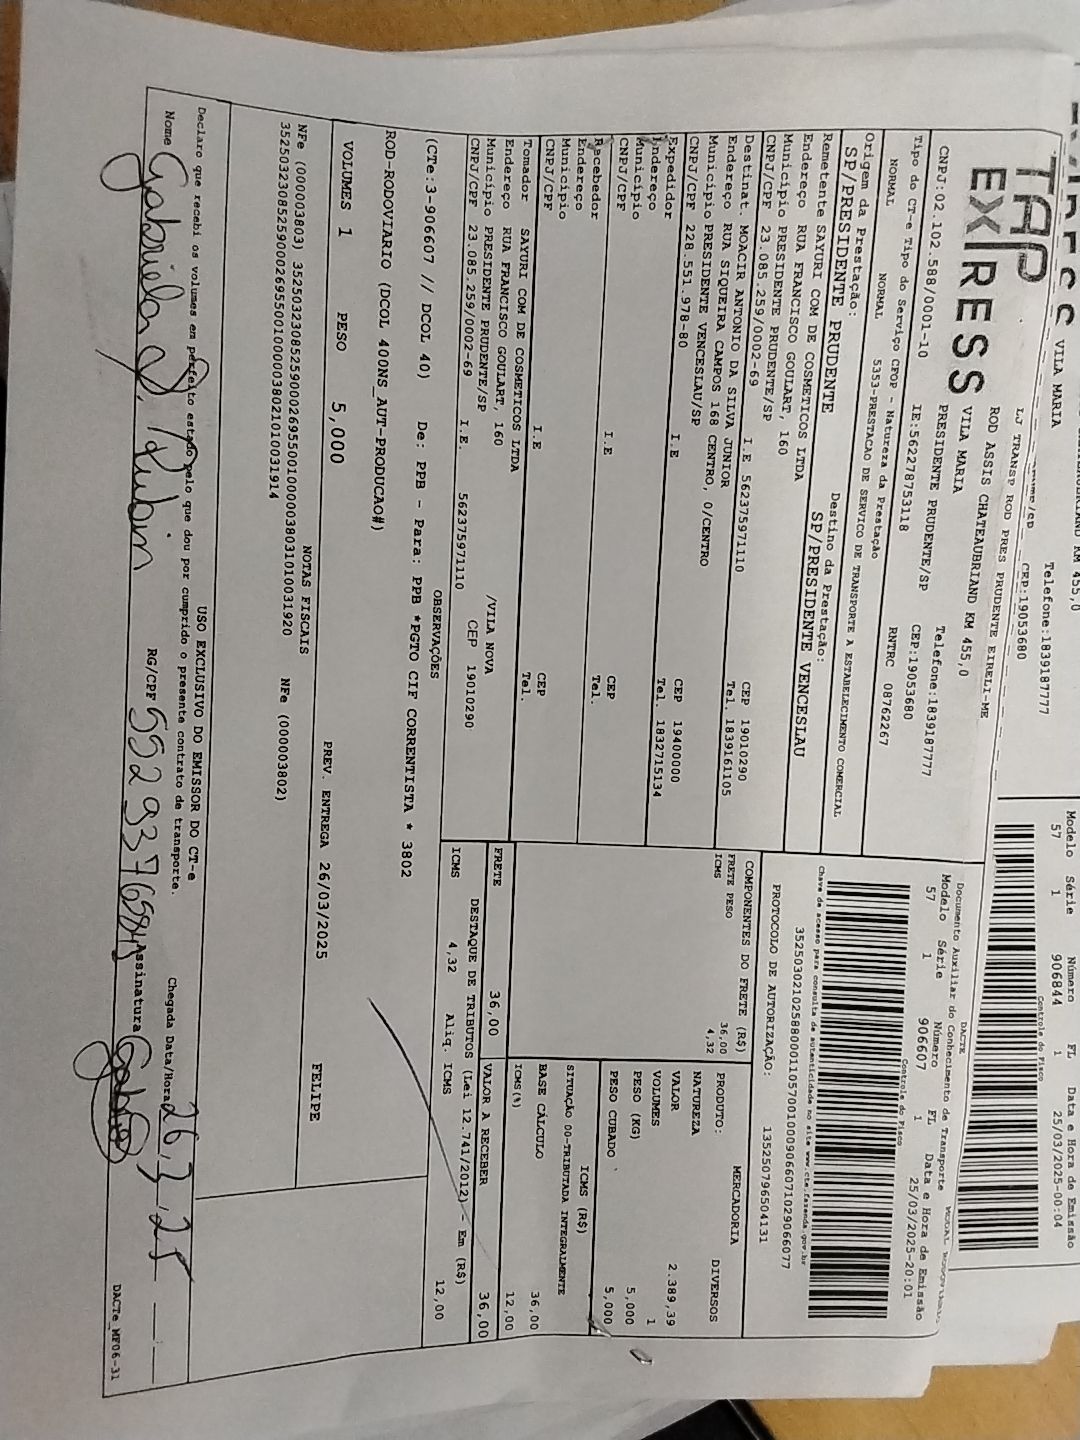 VILA MARIA
Telefone:1839187777
CEP:19053680
Modelo Série Número FL Data e Hora de Emissão
57 1 906844 1 25/03/2025-00:04
Controle do Fisco
TAP
EXPRESS
LJ TRANSP ROD PRES PRUDENTE EIRELI-ME
ROD ASSIS CHATEAUBRIAND KM 455,0
VILA MARIA
PRESIDENTE PRUDENTE/SP CEP:19053680 Telefone:1839187777
CNPJ:02.102.588/0001-10 IE:562278753118
DACTE
Documento Auxiliar do Conhecimento de Transporte
Modelo Série Número FL Data e Hora de Emissão
57 1 906607 1 25/03/2025-20:01
Controle do Fisco
Tipo do CT-e Tipo do Serviço CFOP - Natureza da Prestação RNTRC 08762267
NORMAL NORMAL 5353-PRESTACAO DE SERVICO DE TRANSPORTE A ESTABELECIMENTO COMERCIAL
Chave de acesso para consulta de autenticidade no site www.cte.fazenda.gov.br
35250302102588000110570010009066071029066077
PROTOCOLO DE AUTORIZAÇÃO: 135250796504131
Origem da Prestação: Destino da Prestação:
SP/PRESIDENTE PRUDENTE SP/PRESIDENTE VENCESLAU
Remetente SAYURI COM DE COSMETICOS LTDA
Endereço RUA FRANCISCO GOULART, 160
Município PRESIDENTE PRUDENTE/SP CEP 19010290
CNPJ/CPF 23.085.259/0002-69 I.E 562375971110 Tel. 1839161105
Destinat. MOACIR ANTONIO DA SILVA JUNIOR
Endereço RUA SIQUEIRA CAMPOS 168 CENTRO, 0/CENTRO
Município PRESIDENTE VENCESLAU/SP CEP 19400000
CNPJ/CPF 228.551.978-80 I.E Tel. 1832715134
Expedidor
Endereço
Município CEP
CNPJ/CPF I.E Tel.
Recebedor
Endereço
Município CEP
CNPJ/CPF I.E Tel.
Tomador SAYURI COM DE COSMETICOS LTDA
Endereço RUA FRANCISCO GOULART, 160 /VILA NOVA
Município PRESIDENTE PRUDENTE/SP CEP 19010290
CNPJ/CPF 23.085.259/0002-69 I.E. 562375971110
COMPONENTES DO FRETE (R$)
FRETE PESO 36,00
ICMS 4,32
FRETE 36,00
PRODUTO: MERCADORIA
NATUREZA DIVERSOS
VALOR 2.389,39
VOLUMES 1
PESO (KG) 5,000
PESO CUBADO 5,000
ICMS (R$)
SITUAÇÃO 00-TRIBUTADA INTEGRALMENTE
BASE CÁLCULO 36,00
ICMS(%) 12,00
VALOR A RECEBER 36,00
DESTAQUE DE TRIBUTOS (Lei 12.741/2012) - Em (R$)
ICMS 4,32 Aliq. ICMS 12,00
OBSERVAÇÕES
(CTe:3-906607 // DCOL 40) De: PPB - Para: PPB *PGTO CIF CORRENTISTA * 3802
ROD-RODOVIARIO (DCOL 400NS_AUT-PRODUCAO#)
VOLUMES 1 PESO 5,000 PREV. ENTREGA 26/03/2025 FELIPE
NOTAS FISCAIS
NFe (000003803) 35250323085259000269550010000038031010031920 NFe (000003802)
35250323085259000269550010000038021010031914
USO EXCLUSIVO DO EMISSOR DO CT-e
Declaro que recebi os volumes em perfeito estado pelo que dou por cumprido o presente contrato de transporte.
Nome Gabriela Rubin RG/CPF Assinatura Chegada Data/Hora 26,3,25
DACTe_MF06-31